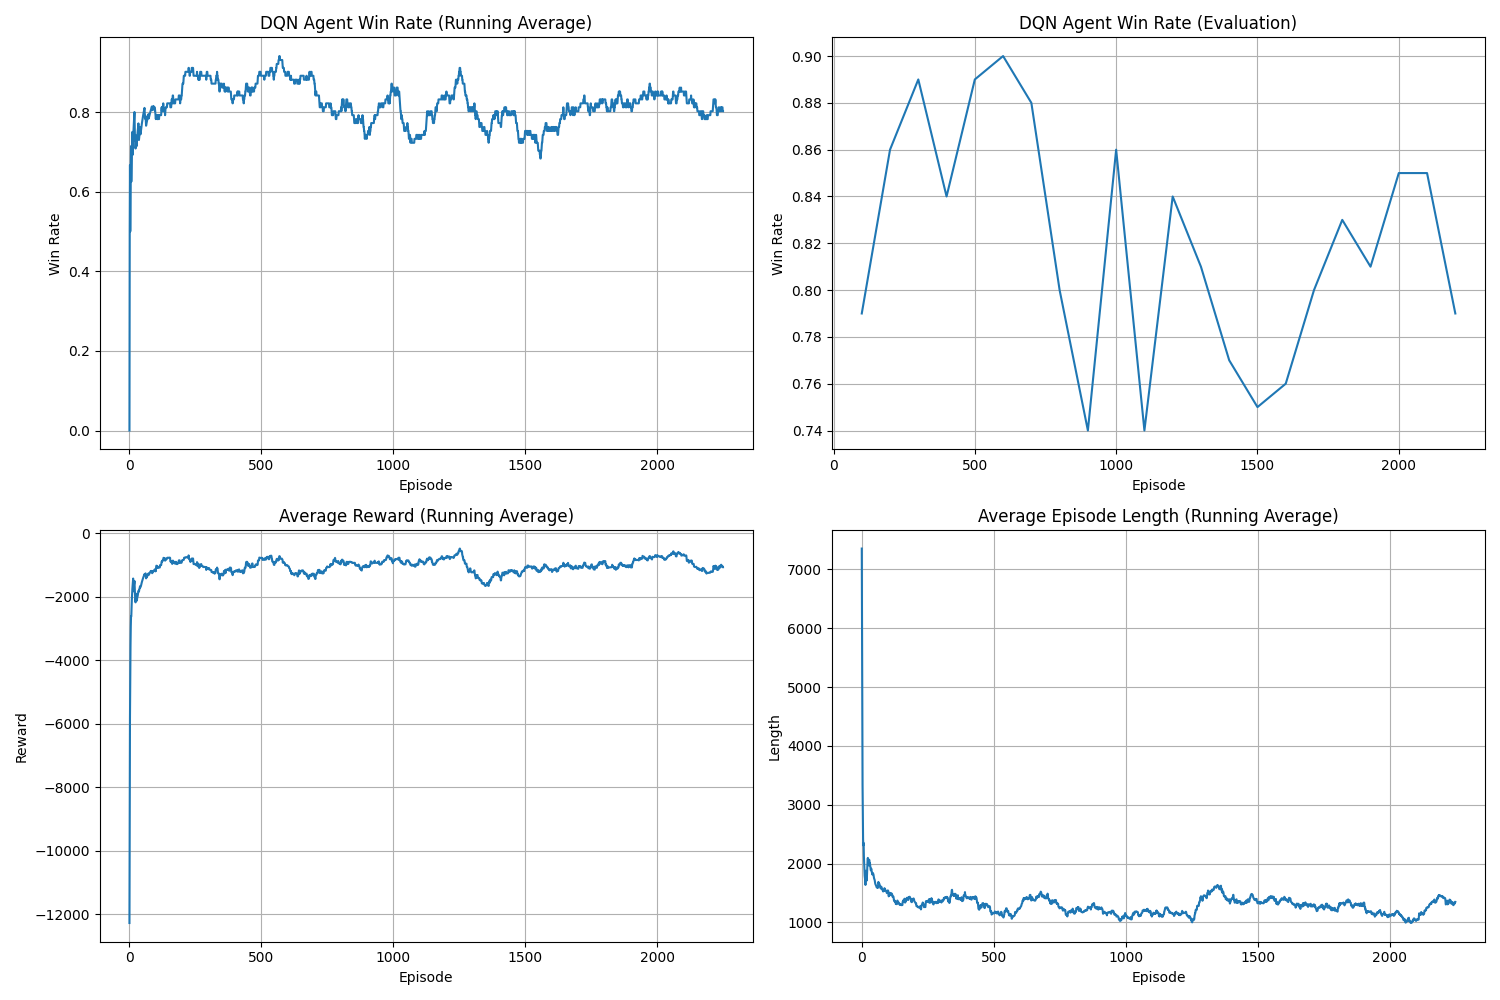 DQN Agent Win Rate (Running Average)
Win Rate
0.8
0.6
0.4
0.2
0.0
0 500 1000 1500 2000
Episode
DQN Agent Win Rate (Evaluation)
Win Rate
0.90
0.88
0.86
0.84
0.82
0.80
0.78
0.76
0.74
0 500 1000 1500 2000
Episode
Average Reward (Running Average)
Reward
0
−2000
−4000
−6000
−8000
−10000
−12000
0 500 1000 1500 2000
Episode
Average Episode Length (Running Average)
Length
7000
6000
5000
4000
3000
2000
1000
0 500 1000 1500 2000
Episode